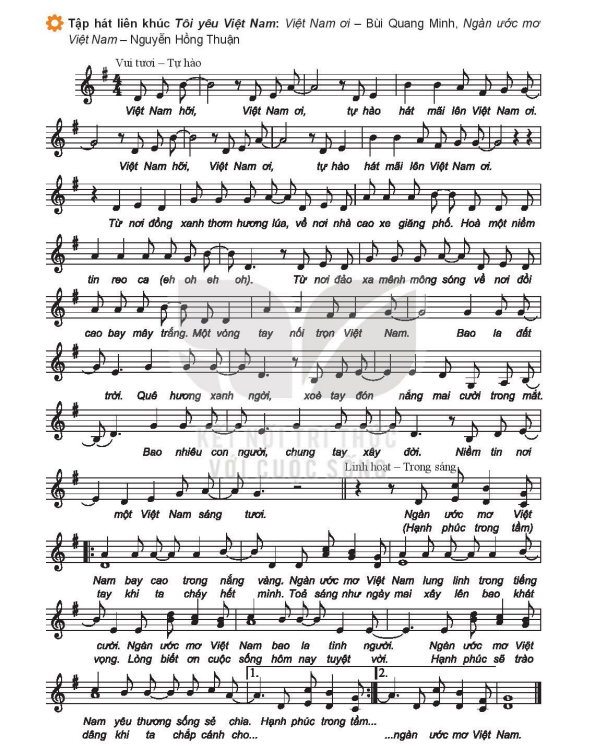 Tập hát liên khúc Tôi yêu Việt Nam: Việt Nam ơi – Bùi Quang Minh, Ngàn ước mơ
Việt Nam – Nguyễn Hồng Thuận
Vui tươi – Tự hào
4
4
Việt Nam hỡi, Việt Nam ơi, tự hào hát mãi lên Việt Nam ơi.
Việt Nam hỡi, Việt Nam ơi, tự hào hát mãi lên Việt Nam ơi.
Từ nơi đồng xanh thơm hương lúa, về nơi nhà cao xe giăng phố. Hoà một niềm
tin reo ca (eh oh eh oh). Từ nơi đảo xa mênh mông sóng về nơi đồi
cao bay mây trắng. Một vòng tay nối trọn Việt Nam. Bao la đất
trời. Quê hương xanh ngời, xoè tay đón nắng mai cười trong mắt.
Bao nhiêu con người, chung tay xây đời. Niềm tin nơi
KẾT NỐI TRI THỨC
VỚI CUỘC SỐNG
Linh hoạt – Trong sáng
một Việt Nam sáng tươi. Ngàn ước mơ Việt
(Hạnh phúc trong tầm)
Nam bay cao trong nắng vàng. Ngàn ước mơ Việt Nam lung linh trong tiếng
tay khi ta cháy hết mình. Toả sáng như ngày mai xây lên bao khát
cười. Ngàn ước mơ Việt Nam bao la tình người. Ngàn ước mơ Việt
vọng. Lòng biết ơn cuộc sống hôm nay tuyệt vời. Hạnh phúc sẽ trào
1. 2.
Nam yêu thương sống sẻ chia. Hạnh phúc trong tầm...
dâng khi ta chắp cánh cho... ...ngàn ước mơ Việt Nam.